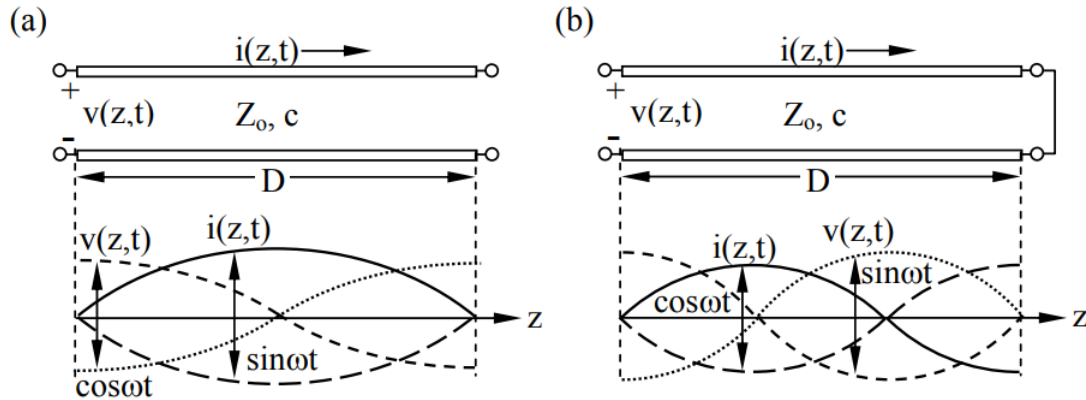 (a)
i(z,t)
+
v(z,t)
Zo, c
-
D
v(z,t)
i(z,t)
z
sinωt
cosωt
(b)
i(z,t)
+
v(z,t)
Zo, c
-
D
v(z,t)
i(z,t)
sinωt
cosωt
z